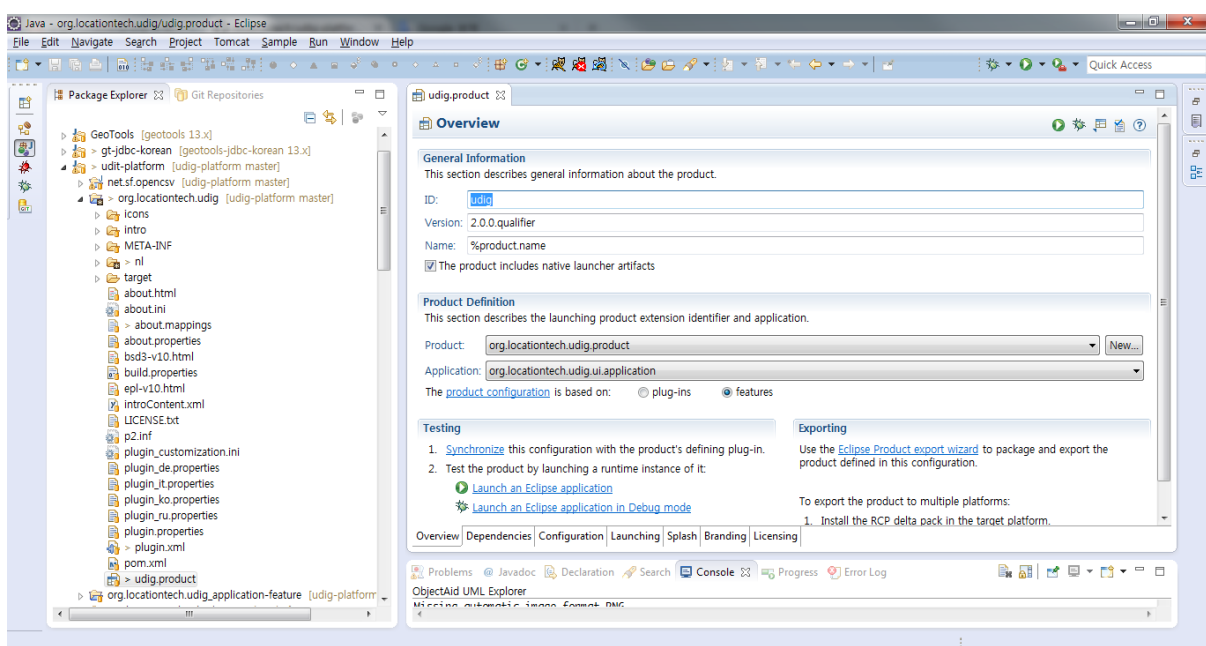 Java - org.locationtech.udig/udig.product - Eclipse
File Edit Navigate Search Project Tomcat Sample Run Window Help
Quick Access
Package Explorer Git Repositories
GeoTools [geotools 13.x]
> gt-jdbc-korean [geotools-jdbc-korean 13.x]
> udit-platform [udig-platform master]
net.sf.opencsv [udig-platform master]
> org.locationtech.udig [udig-platform master]
icons
intro
META-INF
> nl
target
about.html
about.ini
> about.mappings
about.properties
bsd3-v10.html
build.properties
epl-v10.html
introContent.xml
LICENSE.txt
p2.inf
plugin_customization.ini
plugin_de.properties
plugin_it.properties
plugin_ko.properties
plugin_ru.properties
plugin.properties
> plugin.xml
pom.xml
> udig.product
org.locationtech.udig_application-feature [udig-platform
udig.product
Overview
General Information
This section describes general information about the product.
ID: udig
Version: 2.0.0.qualifier
Name: %product.name
The product includes native launcher artifacts
Product Definition
This section describes the launching product extension identifier and application.
Product: org.locationtech.udig.product New...
Application: org.locationtech.udig.ui.application
The product configuration is based on: plug-ins features
Testing
1. Synchronize this configuration with the product's defining plug-in.
2. Test the product by launching a runtime instance of it:
Launch an Eclipse application
Launch an Eclipse application in Debug mode
Exporting
Use the Eclipse Product export wizard to package and export the
product defined in this configuration.
To export the product to multiple platforms:
1. Install the RCP delta pack in the target platform.
Overview Dependencies Configuration Launching Splash Branding Licensing
Problems @ Javadoc Declaration Search Console Progress Error Log
ObjectAid UML Explorer
Missing automatic image format PNG